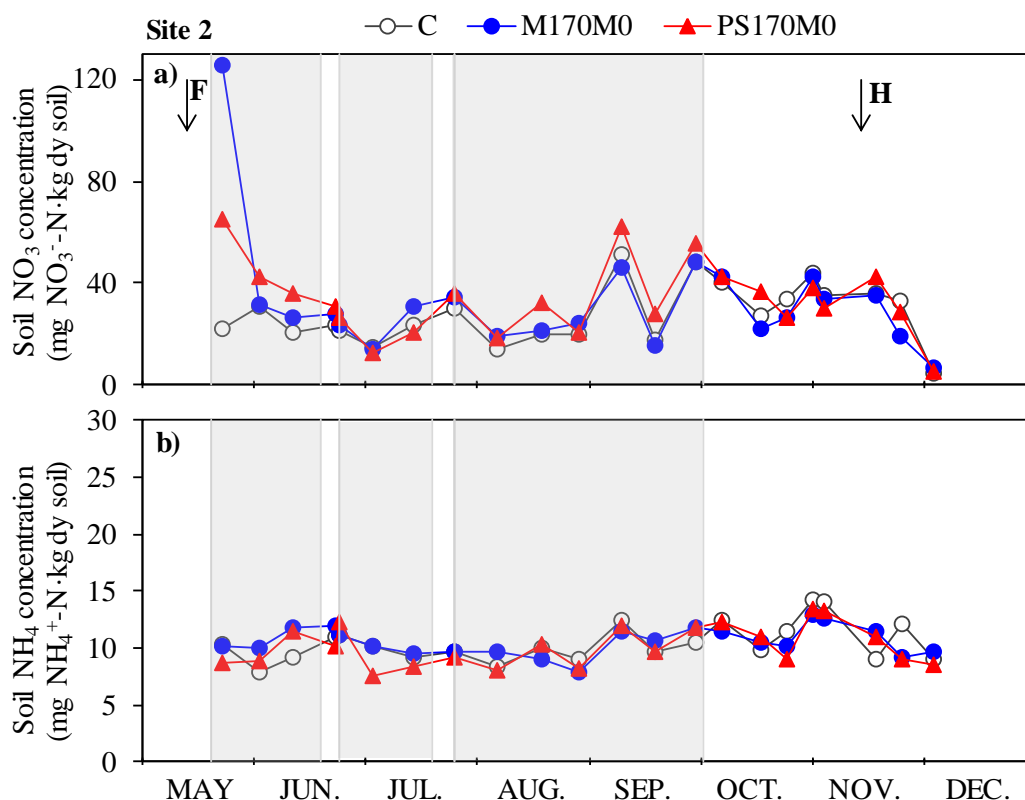 Site 2 C M170M0 PS170M0
a)
F
H
Soil NO3 concentration
(mg NO3⁻-N·kg dy soil)
120
80
40
0
b)
Soil NH4 concentration
(mg NH4⁺-N·kg dy soil)
30
25
20
15
10
5
0
MAY JUN. JUL. AUG. SEP. OCT. NOV. DEC.